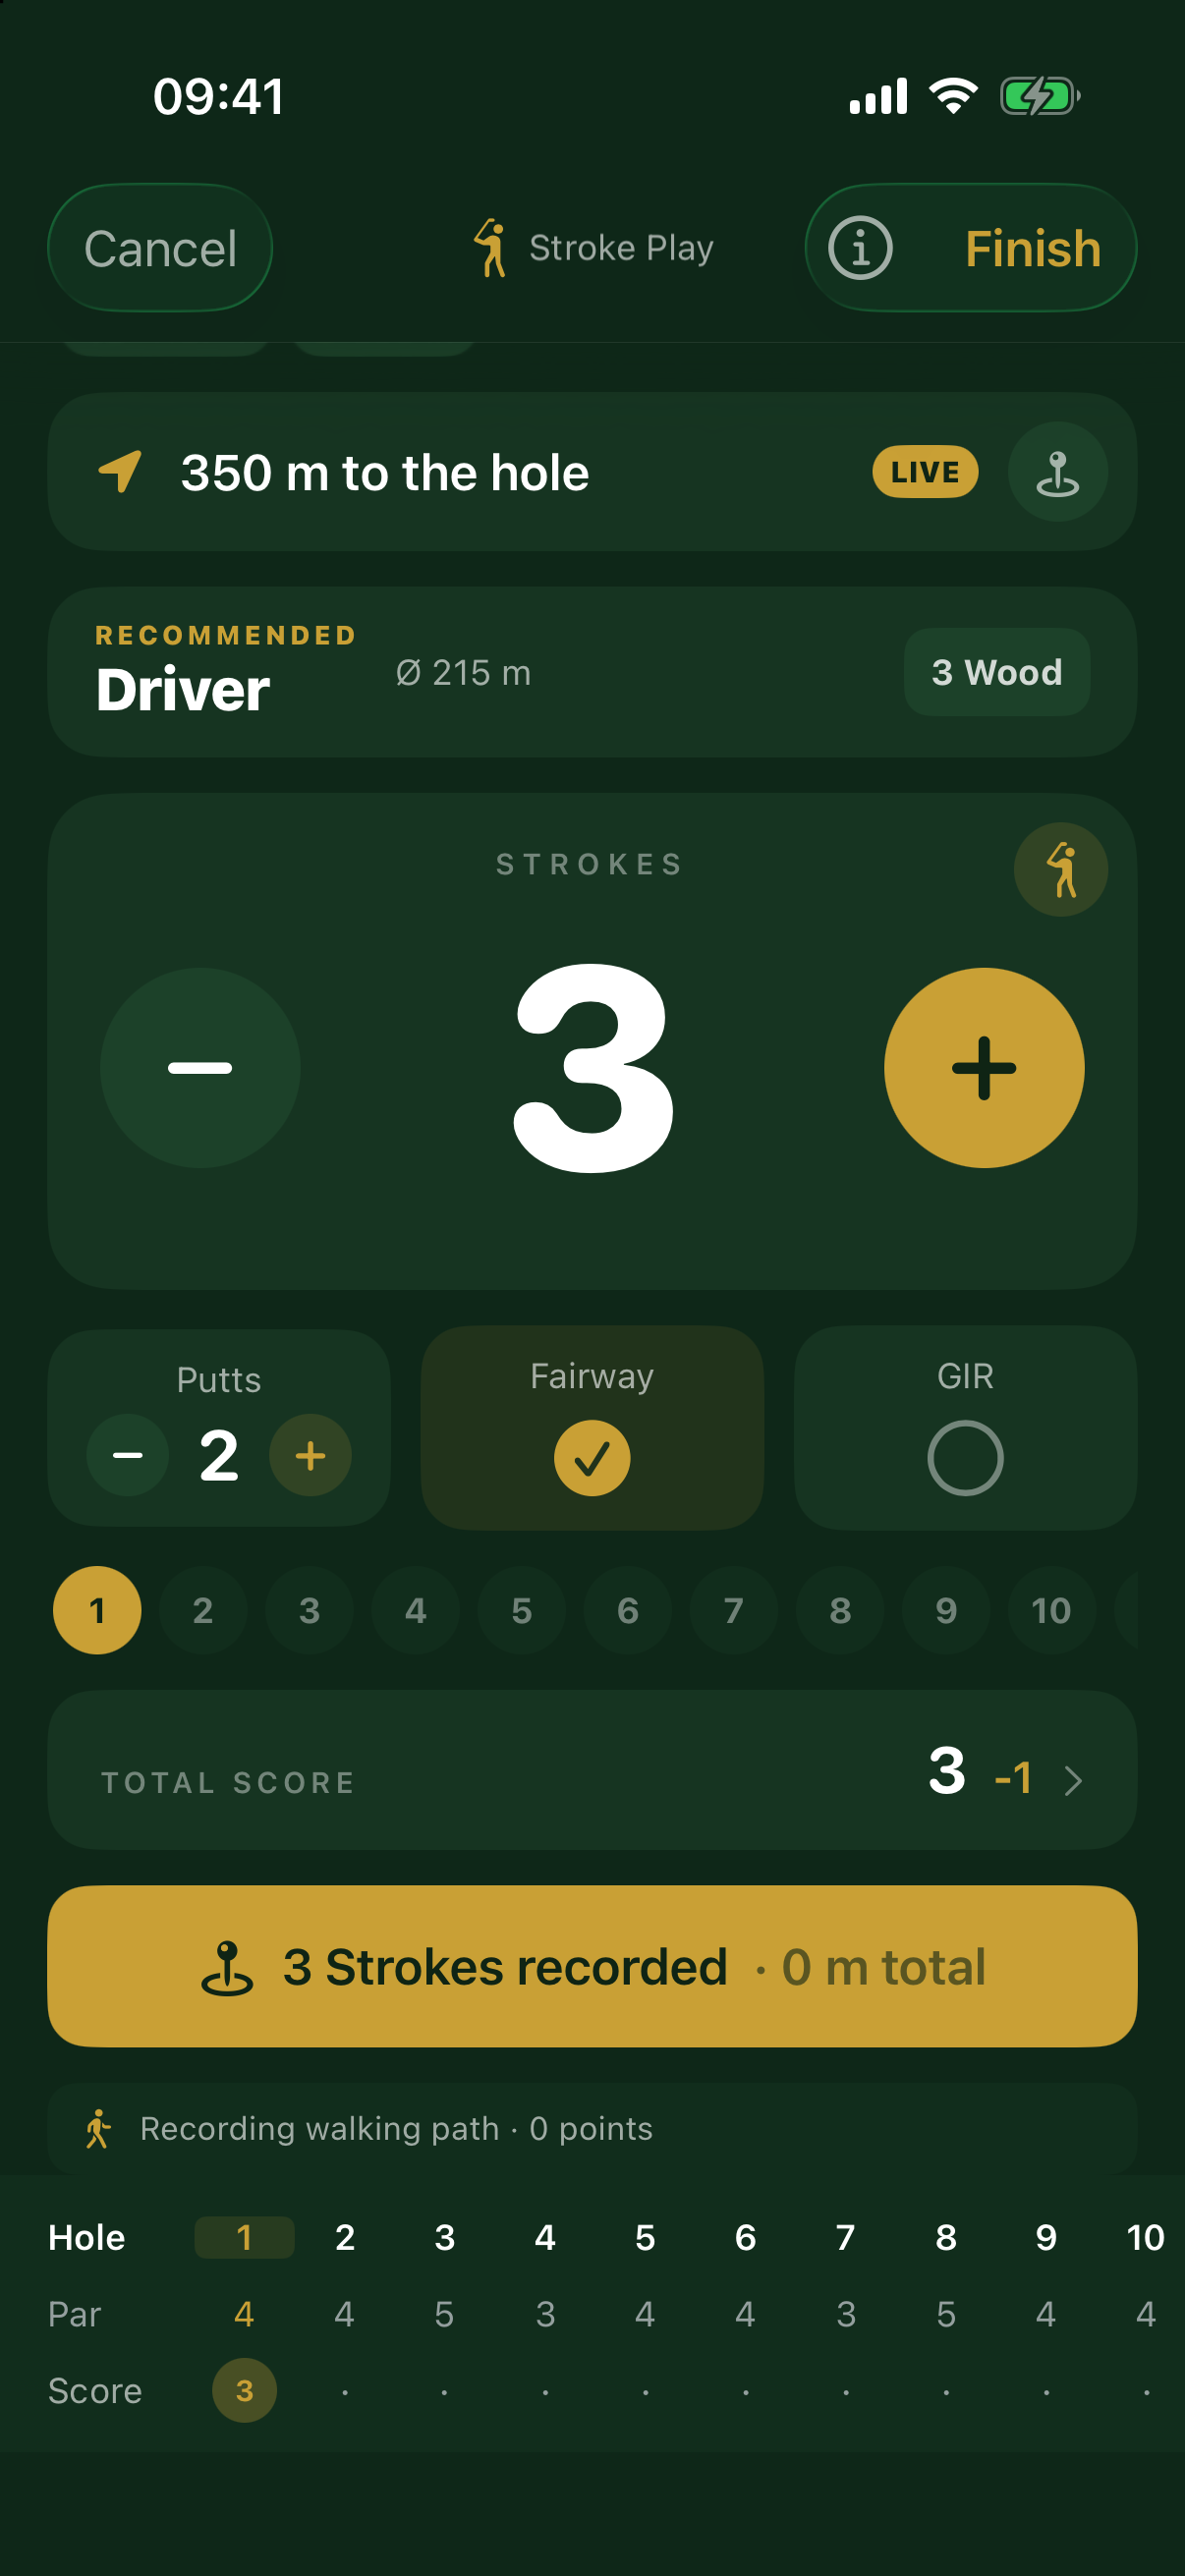 09:41
Cancel
Stroke Play
Finish
350 m to the hole
LIVE
RECOMMENDED
Driver
Ø 215 m
3 Wood
STROKES
3
Putts
2
Fairway
GIR
1 2 3 4 5 6 7 8 9 10
TOTAL SCORE
3 -1
3 Strokes recorded · 0 m total
Recording walking path · 0 points
Hole 1 2 3 4 5 6 7 8 9 10
Par 4 4 5 3 4 4 3 5 4 4
Score 3 · · · · · · · · ·